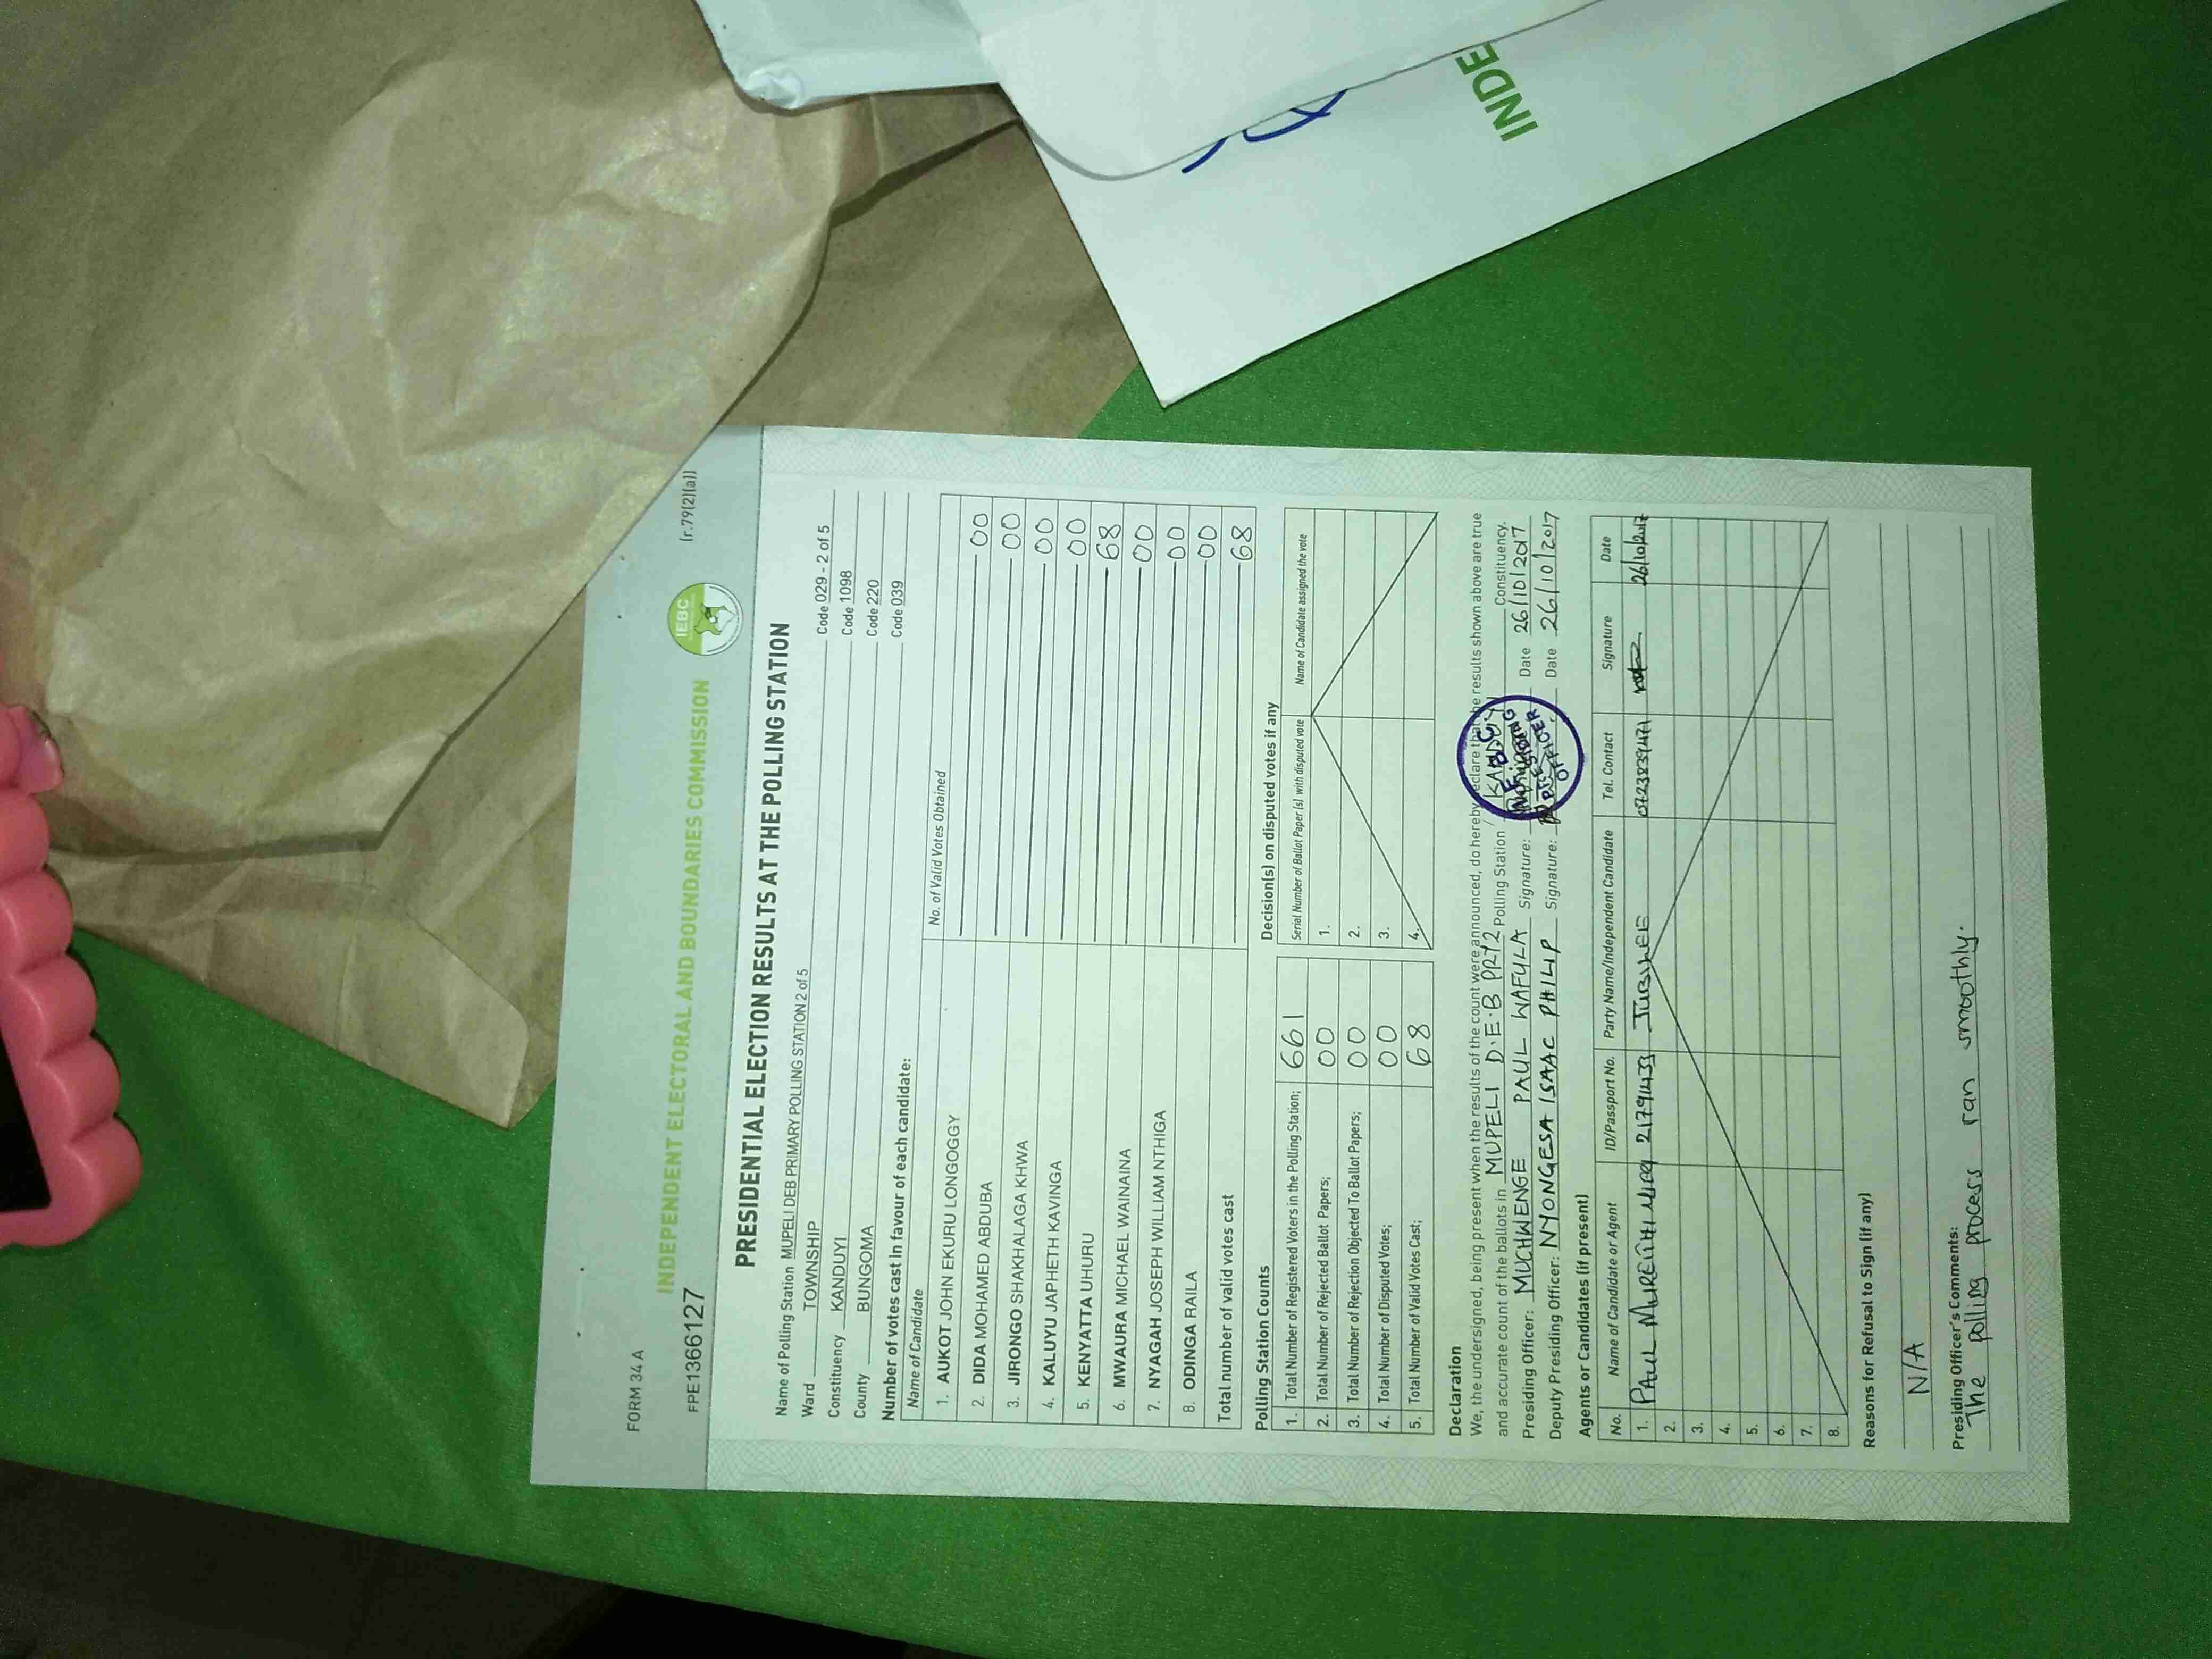 FORM 34 A
(r.79(2)(a))
INDEPENDENT ELECTORAL AND BOUNDARIES COMMISSION
IEBC
FPE1366127
PRESIDENTIAL ELECTION RESULTS AT THE POLLING STATION
Name of Polling Station MUPELI DEB PRIMARY POLLING STATION 2 of 5 Code 029 - 2 of 5
Ward TOWNSHIP Code 1098
Constituency KANDUYI Code 220
County BUNGOMA Code 039
Number of votes cast in favour of each candidate:
Name of Candidate No. of Valid Votes Obtained
1. AUKOT JOHN EKURU LONGOGGY 00
2. DIDA MOHAMED ABDUBA 00
3. JIRONGO SHAKHALAGA KHWA 00
4. KALUYU JAPHETH KAVINGA 00
5. KENYATTA UHURU 68
6. MWAURA MICHAEL WAINAINA 00
7. NYAGAH JOSEPH WILLIAM NTHIGA 00
8. ODINGA RAILA 00
Total number of valid votes cast 68
Polling Station Counts
1. Total Number of Registered Voters in the Polling Station; 661
2. Total Number of Rejected Ballot Papers; 00
3. Total Number of Rejection Objected To Ballot Papers; 00
4. Total Number of Disputed Votes; 00
5. Total Number of Valid Votes Cast; 68
Decision(s) on disputed votes if any
Serial Number of Ballot Paper (s) with disputed vote Name of Candidate assigned the vote
1.
2.
3.
4.
Declaration
We, the undersigned, being present when the results of the count were announced, do hereby declare that the results shown above are true
and accurate count of the ballots in MUPELI D.E.B PRY 2 Polling Station / KANDUYI Constituency.
Presiding Officer: MUCHWENGE PAUL WAFULA Signature: Date 26/10/2017
Deputy Presiding Officer: NYONGESA ISAAC PHILIP Signature: Date 26/10/2017
PRESIDING
OFFICER
Agents or Candidates (if present)
No. Name of Candidate or Agent ID/Passport No. Party Name/Independent Candidate Tel. Contact Signature Date
1. PAUL MUREITHI 21791433 JUBILEE 0723839471 26/10/2017
2.
3.
4.
5.
6.
7.
8.
Reasons for Refusal to Sign (if any)
N/A
Presiding Officer's Comments:
The polling process ran smoothly.
INDE